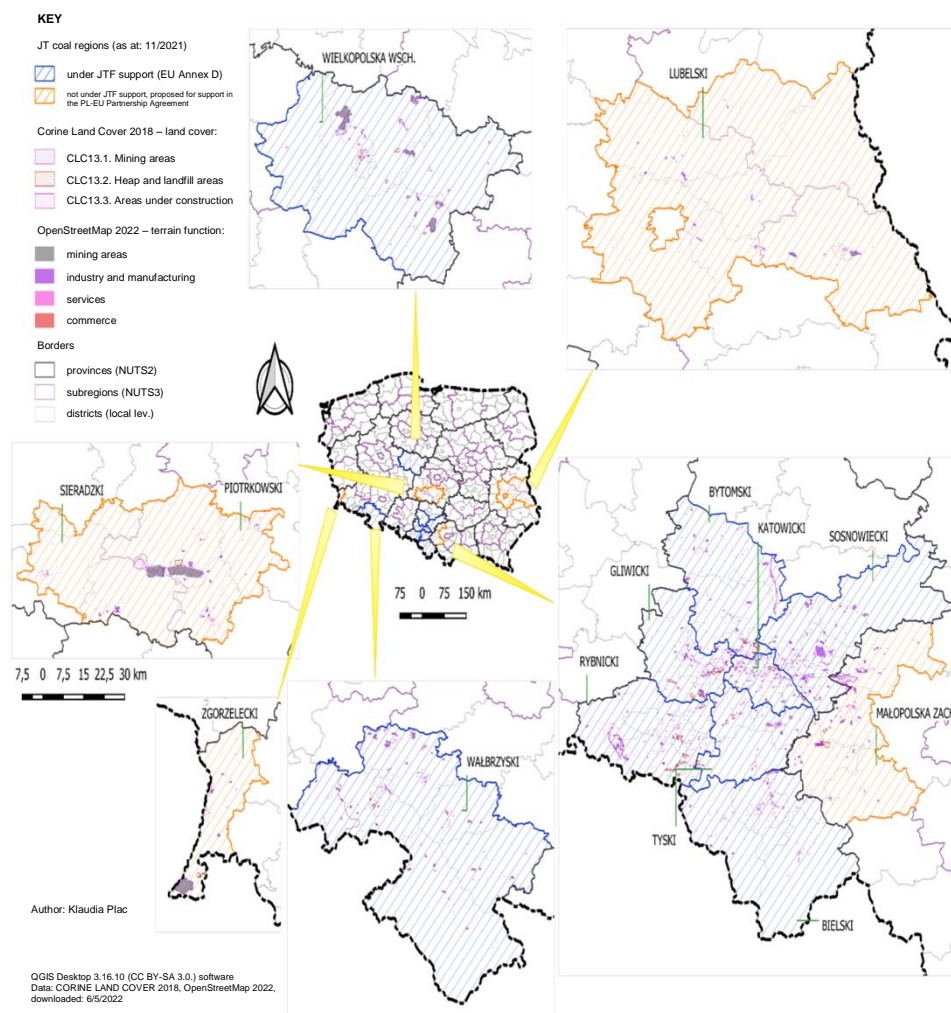 KEY
JT coal regions (as at: 11/2021)
under JTF support (EU Annex D)
not under JTF support, proposed for support in
the PL-EU Partnership Agreement
Corine Land Cover 2018 – land cover:
CLC13.1. Mining areas
CLC13.2. Heap and landfill areas
CLC13.3. Areas under construction
OpenStreetMap 2022 – terrain function:
mining areas
industry and manufacturing
services
commerce
Borders
provinces (NUTS2)
subregions (NUTS3)
districts (local lev.)
WIELKOPOLSKA WSCH.
LUBELSKI
SIERADZKI
PIOTRKOWSKI
75 0 75 150 km
7,5 0 7,5 15 22,5 30 km
BYTOMSKI
KATOWICKI
SOSNOWIECKI
GLIWICKI
RYBNICKI
MAŁOPOLSKA ZACH
TYSKI
BIELSKI
ZGORZELECKI
WAŁBRZYSKI
Author: Klaudia Plac
QGIS Desktop 3.16.10 (CC BY-SA 3.0.) software
Data: CORINE LAND COVER 2018, OpenStreetMap 2022,
downloaded: 6/5/2022